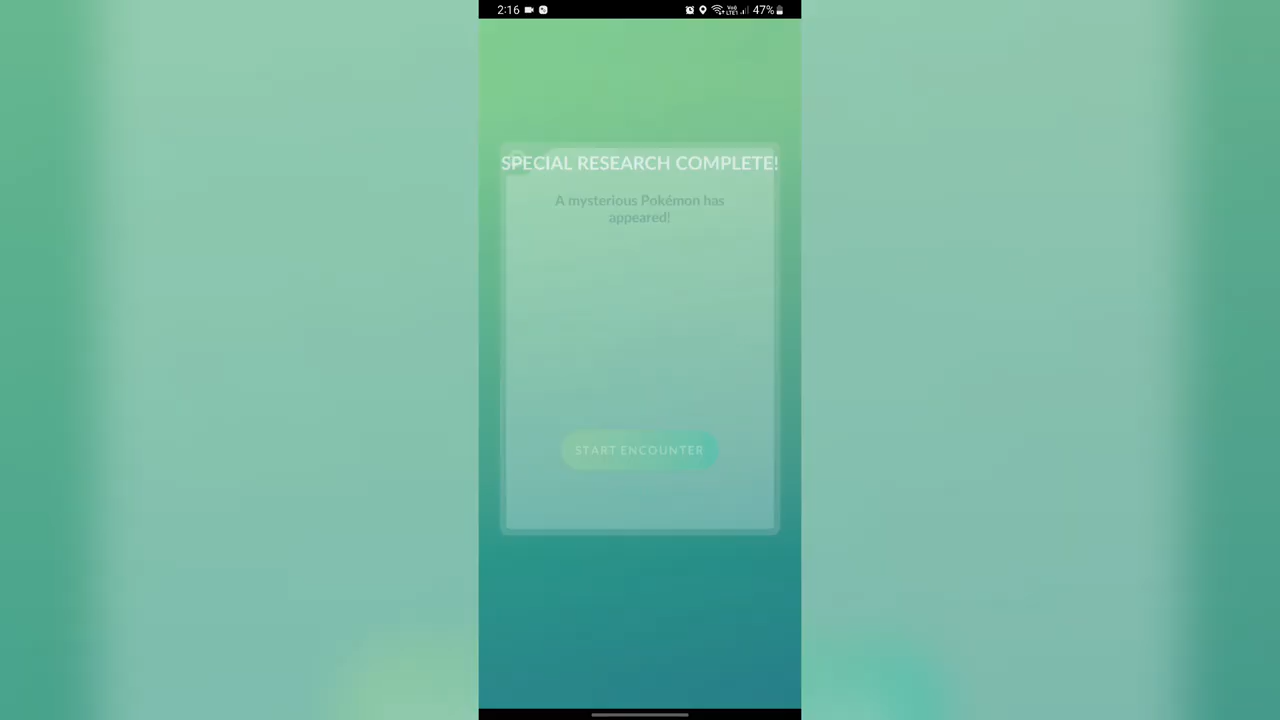 2:16
47%
SPECIAL RESEARCH COMPLETE!
A mysterious Pokémon has
appeared!
START ENCOUNTER